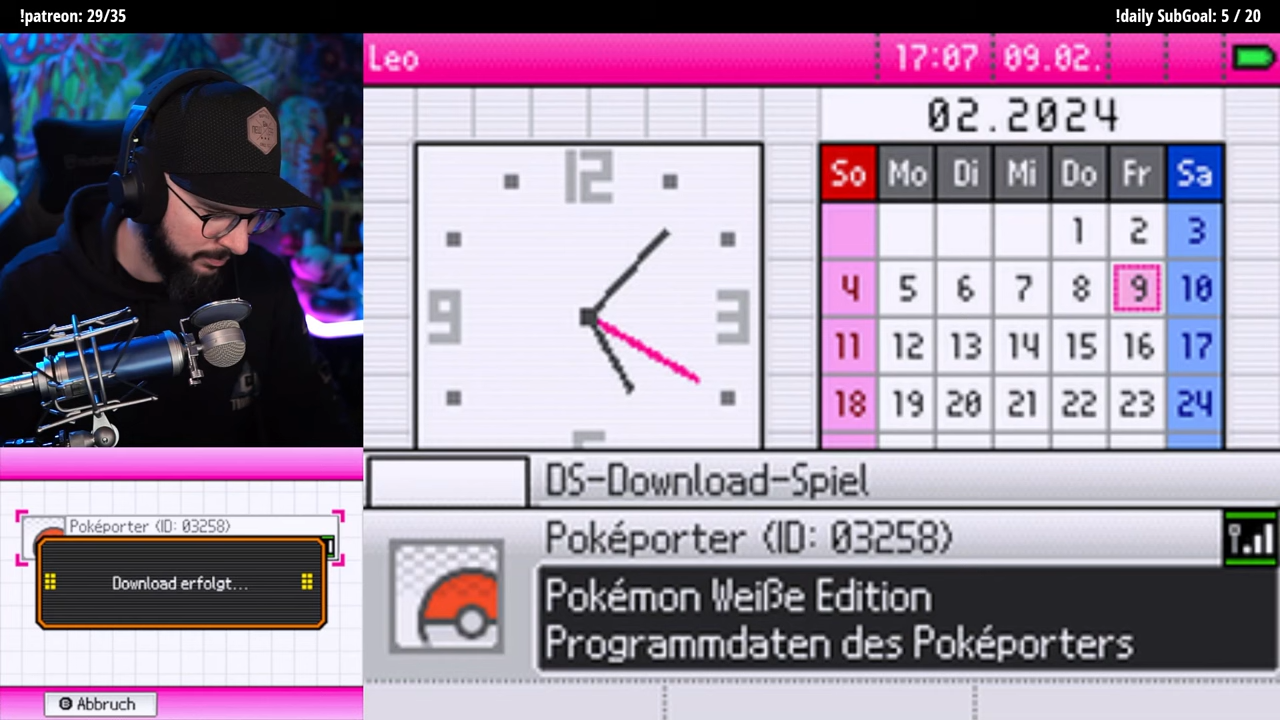 !patreon: 29/35
!daily SubGoal: 5 / 20
Leo
17:07
09.02.
12
9
3
02.2024
So Mo Di Mi Do Fr Sa
1 2 3
4 5 6 7 8 9 10
11 12 13 14 15 16 17
18 19 20 21 22 23 24
DS-Download-Spiel
Poképorter (ID: 03258)
Pokémon Weiße Edition
Programmdaten des Poképorters
Poképorter (ID: 03258)
Download erfolgt...
B Abbruch